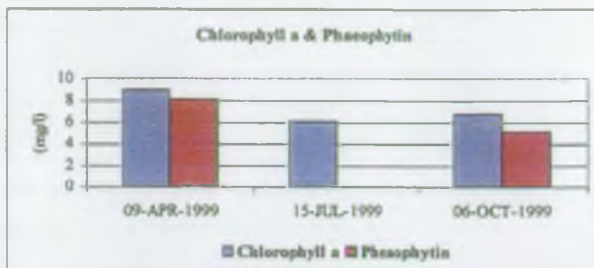 Chlorophyll a & Phaeophytin
(mg/l)
10
8
6
4
2
0
09-APR-1999 15-JUL-1999 06-OCT-1999
Chlorophyll a Pheaophytin